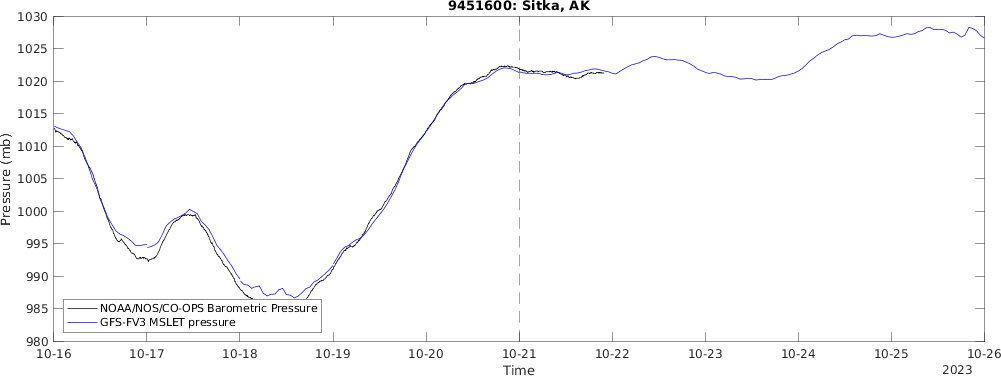 9451600: Sitka, AK
Pressure (mb)
1030
1025
1020
1015
1010
1005
1000
995
990
985
980
NOAA/NOS/CO-OPS Barometric Pressure
GFS-FV3 MSLET pressure
10-16 10-17 10-18 10-19 10-20 10-21 10-22 10-23 10-24 10-25 10-26
Time
2023